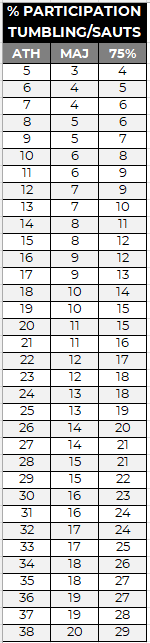 % PARTICIPATION
TUMBLING/SAUTS
ATH MAJ 75%
5 3 4
6 4 5
7 4 6
8 5 6
9 5 7
10 6 8
11 6 9
12 7 9
13 7 10
14 8 11
15 8 12
16 9 12
17 9 13
18 10 14
19 10 15
20 11 15
21 11 16
22 12 17
23 12 18
24 13 18
25 13 19
26 14 20
27 14 21
28 15 21
29 15 22
30 16 23
31 16 24
32 17 24
33 17 25
34 18 26
35 18 27
36 19 27
37 19 28
38 20 29